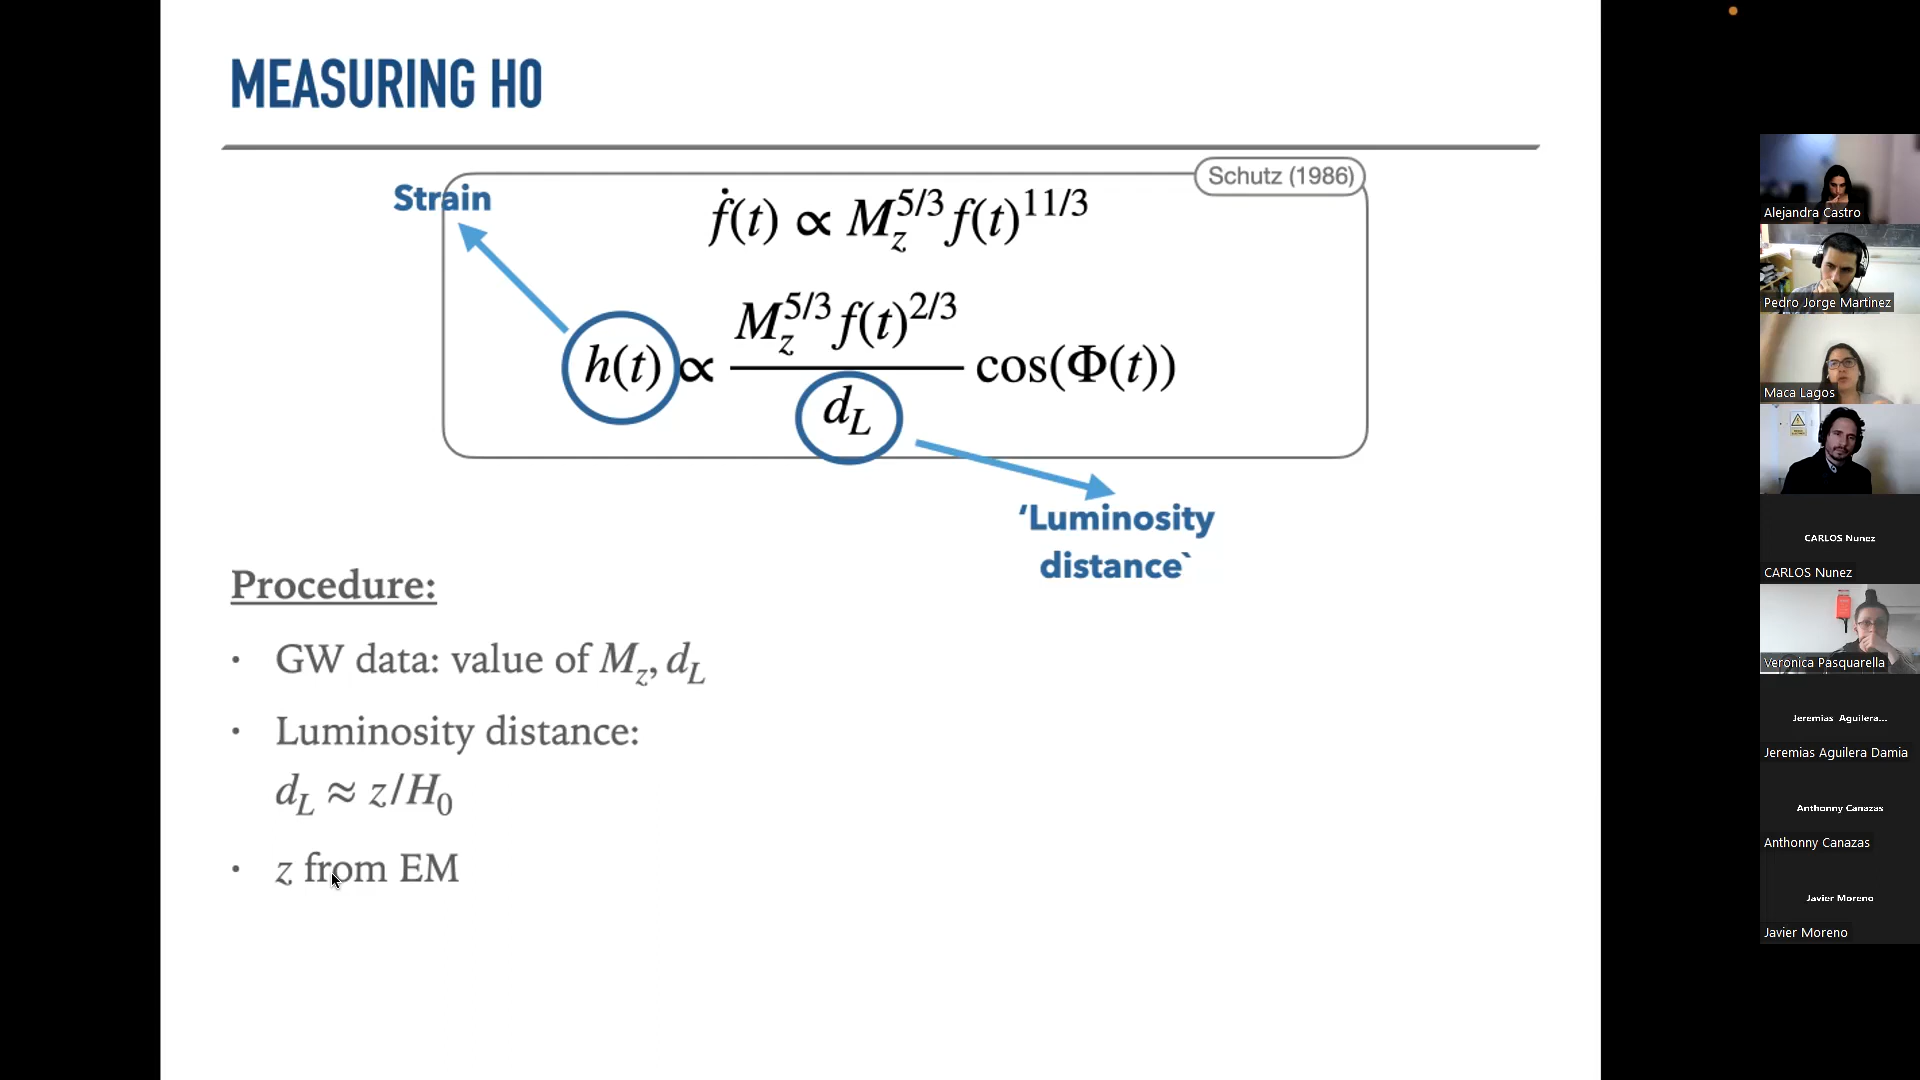 MEASURING H0
Schutz (1986)
Strain
ḟ(t) ∝ M_z^{5/3} f(t)^{11/3}
h(t) ∝ \frac{M_z^{5/3} f(t)^{2/3}}{d_L} cos(Φ(t))
‘Luminosity
distance`
Procedure:
• GW data: value of M_z, d_L
• Luminosity distance:
d_L ≈ z/H_0
• z from EM
Alejandra Castro
Pedro Jorge Martinez
Maca Lagos
CARLOS Nunez
CARLOS Nunez
Veronica Pasquarella
Jeremias Aguilera...
Jeremias Aguilera Damia
Anthonny Canazas
Anthonny Canazas
Javier Moreno
Javier Moreno